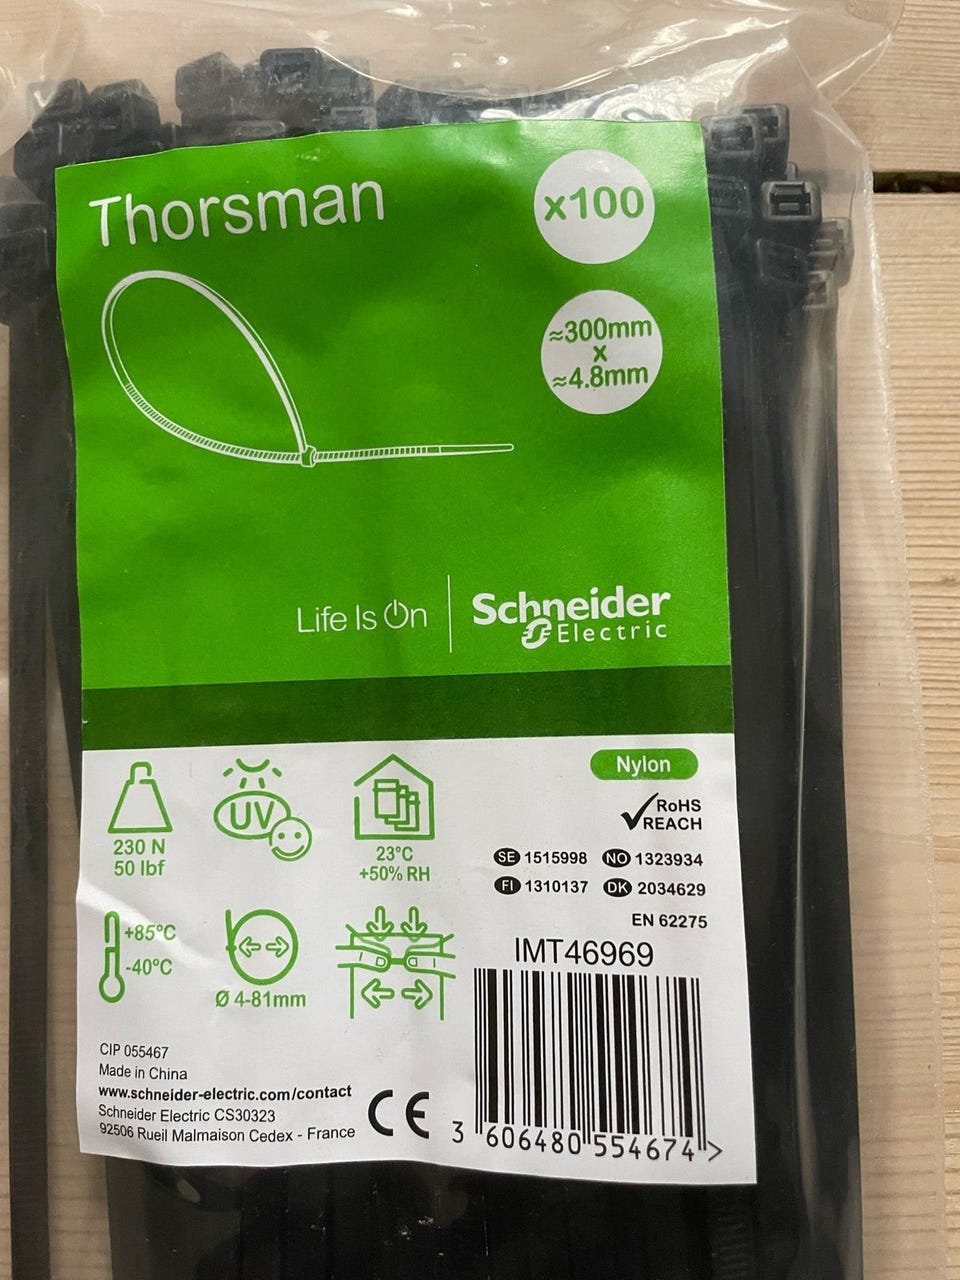 Thorsman
x100
≈300mm
x
≈4.8mm
Life Is On
Schneider
Electric
Nylon
230 N
50 lbf
UV
23°C
+50% RH
RoHS
REACH
SE 1515998 NO 1323934
FI 1310137 DK 2034629
EN 62275
+85°C
-40°C
Ø 4-81mm
IMT46969
CIP 055467
Made in China
www.schneider-electric.com/contact
Schneider Electric CS30323
92506 Rueil Malmaison Cedex - France
CE
3 606480 554674 >